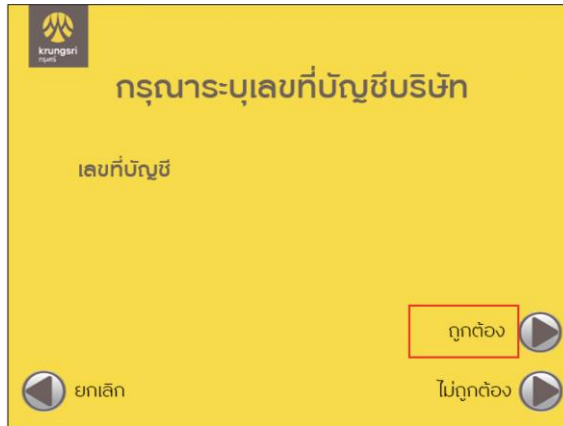 krungsri
กรุงศรี
กรุณาระบุเลขที่บัญชีบริษัท
เลขที่บัญชี
ถูกต้อง
ยกเลิก
ไม่ถูกต้อง